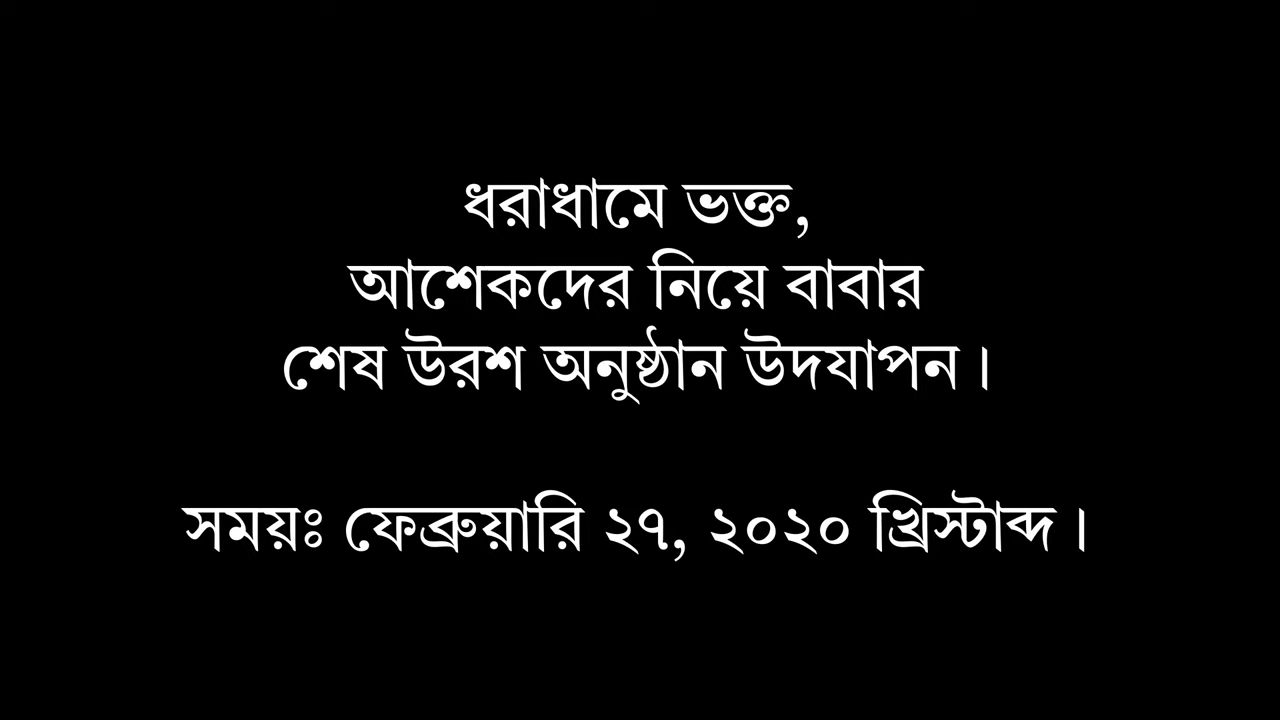 ধরাধামে ভক্ত,
আশেকদের নিয়ে বাবার
শেষ উরশ অনুষ্ঠান উদযাপন।
সময়ঃ ফেব্রুয়ারি ২৭, ২০২০ খ্রিস্টাব্দ।